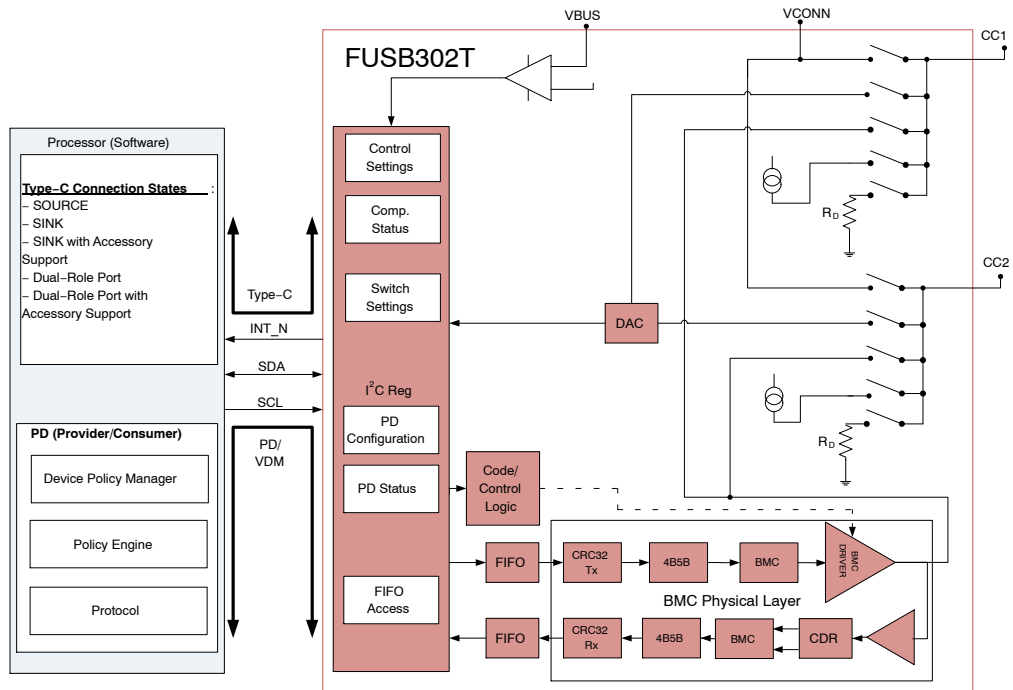 VBUS
VCONN
CC1
FUSB302T
Processor (Software)
Type−C Connection States :
− SOURCE
− SINK
− SINK with Accessory
Support
− Dual−Role Port
− Dual−Role Port with
Accessory Support
Type−C
INT_N
SDA
SCL
PD/
VDM
PD (Provider/Consumer)
Device Policy Manager
Policy Engine
Protocol
Control
Settings
Comp.
Status
Switch
Settings
I2C Reg
PD
Configuration
PD Status
FIFO
Access
Code/
Control
Logic
DAC
RD
CC2
RD
FIFO
CRC32
Tx
4B5B
BMC
BMC
DRIVER
BMC Physical Layer
FIFO
CRC32
Rx
4B5B
BMC
CDR